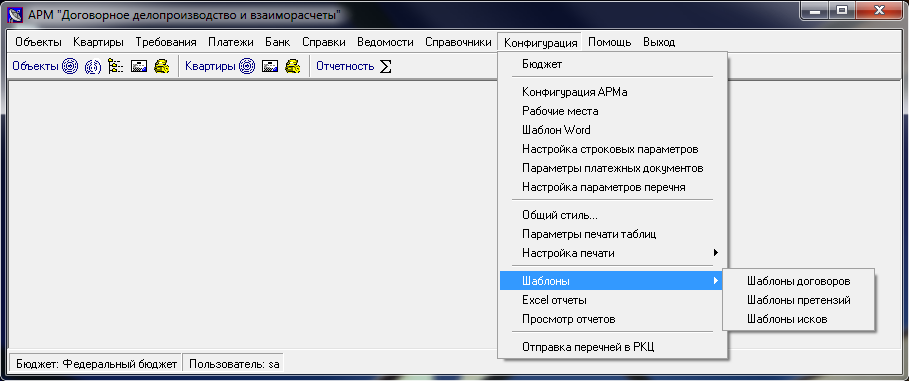 АРМ "Договорное делопроизводство и взаиморасчеты"
Объекты Квартиры Требования Платежи Банк Справки Ведомости Справочники Конфигурация Помощь Выход
Объекты Квартиры Отчетность Σ
Бюджет
Конфигурация АРМа
Рабочие места
Шаблон Word
Настройка строковых параметров
Параметры платежных документов
Настройка параметров перечня
Общий стиль...
Параметры печати таблиц
Настройка печати
Шаблоны
Шаблоны договоров
Excel отчеты
Шаблоны претензий
Просмотр отчетов
Шаблоны исков
Отправка перечней в РКЦ
Бюджет: Федеральный бюджет Пользователь: sa